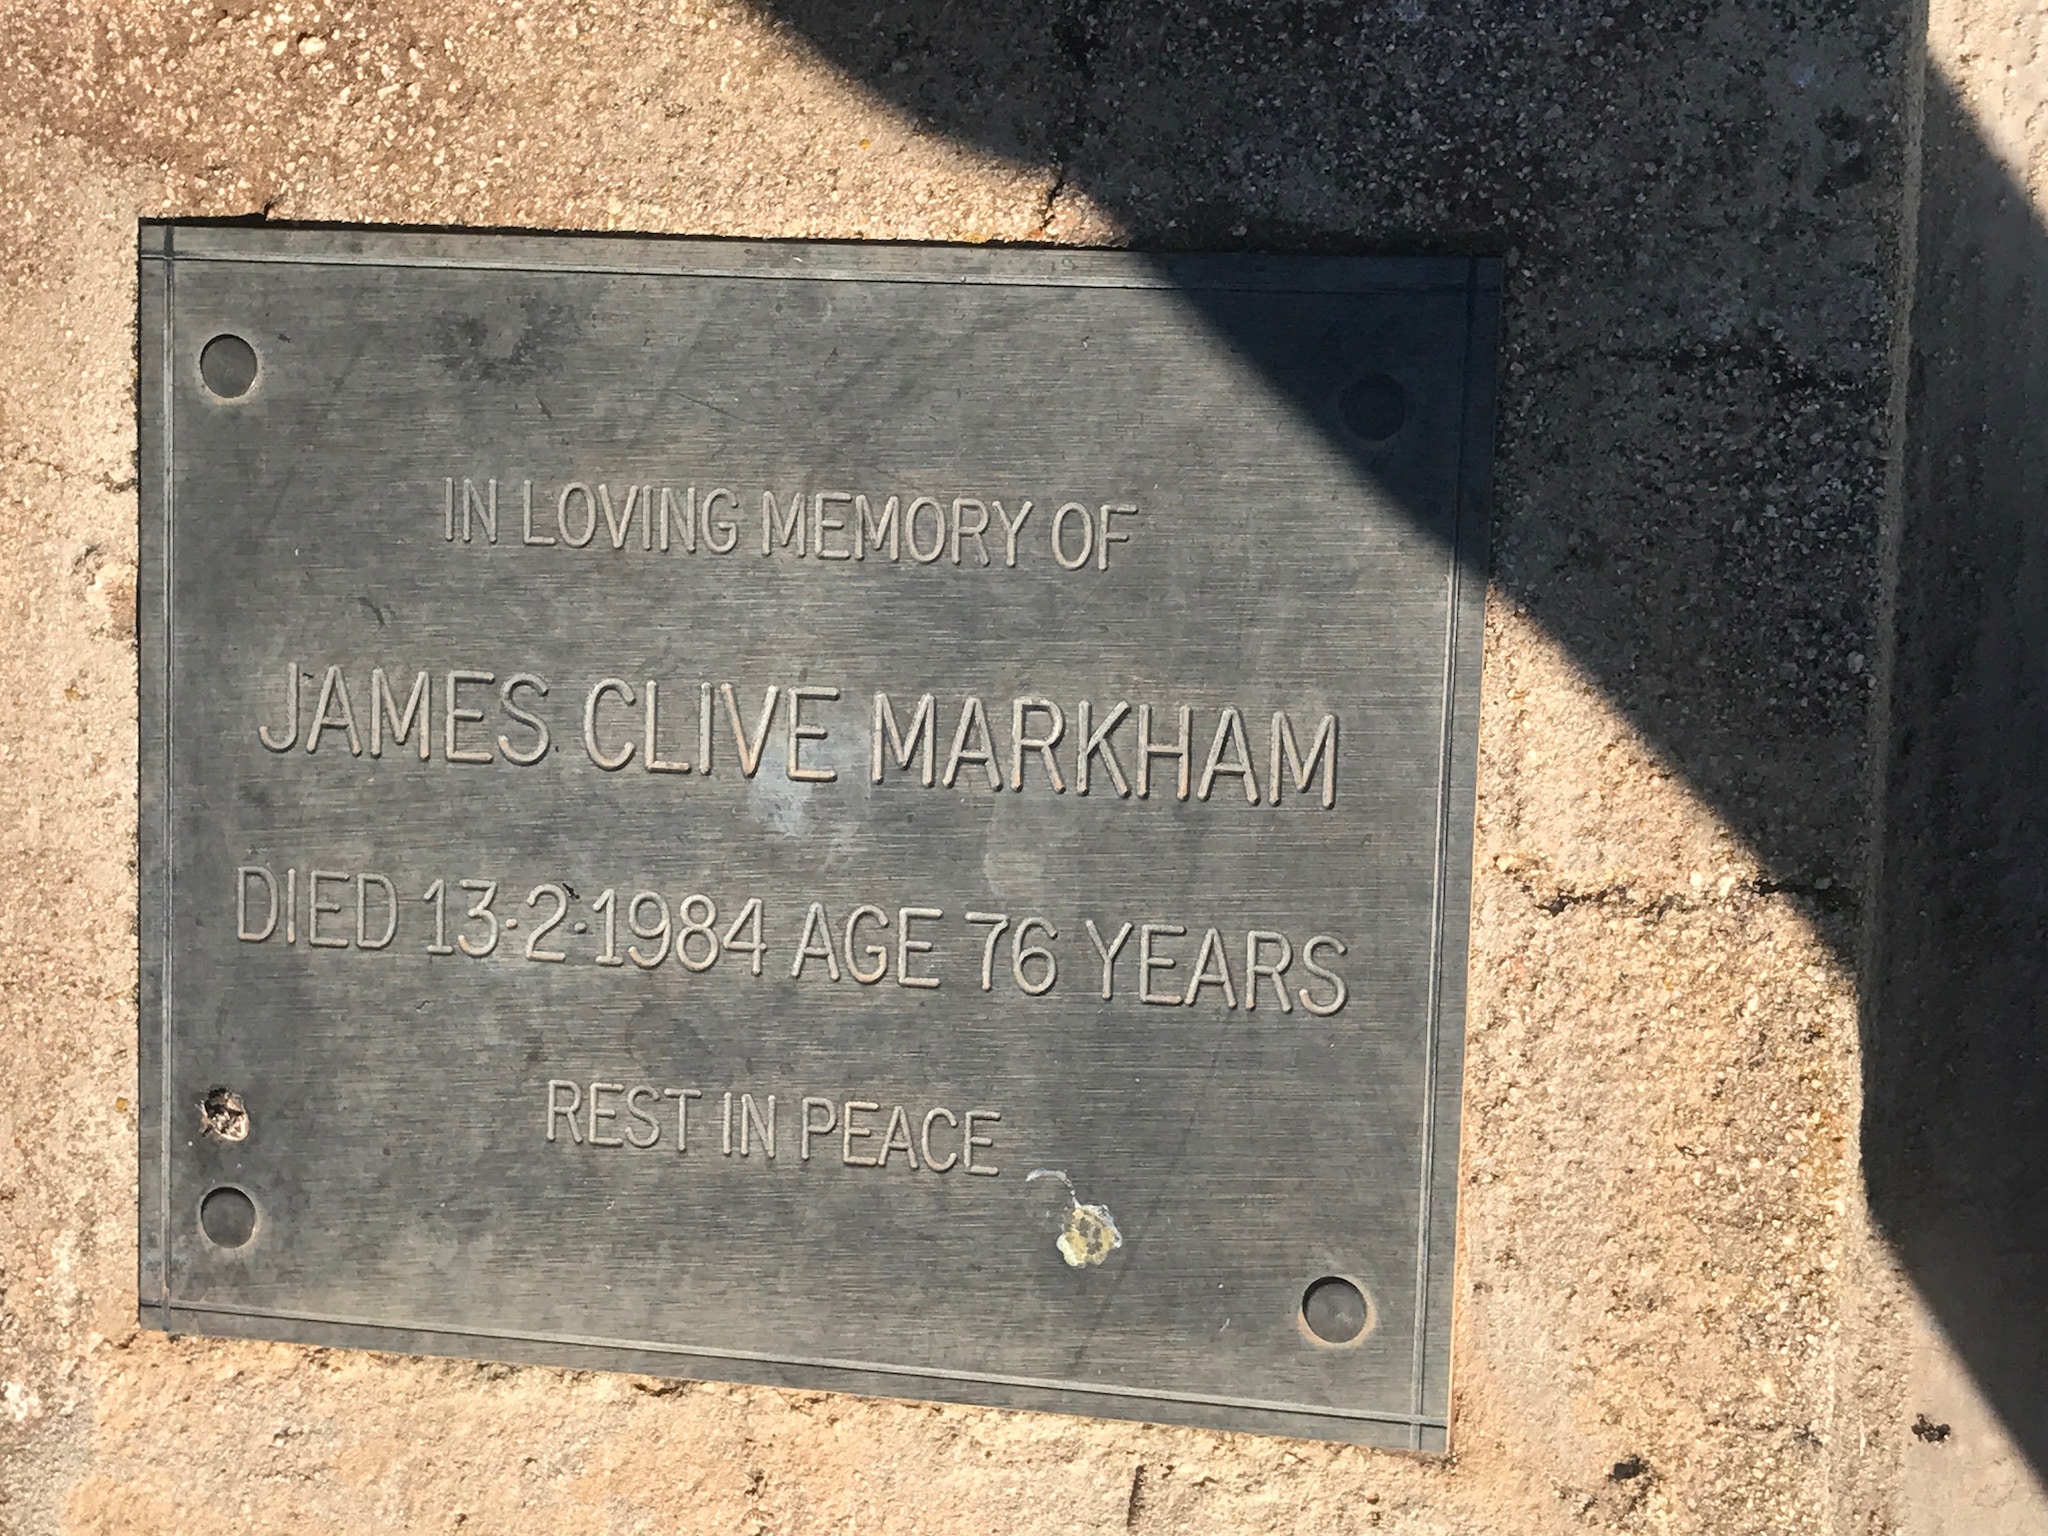 IN LOVING MEMORY OF
JAMES CLIVE MARKHAM
DIED 13·2·1984 AGE 76 YEARS
REST IN PEACE